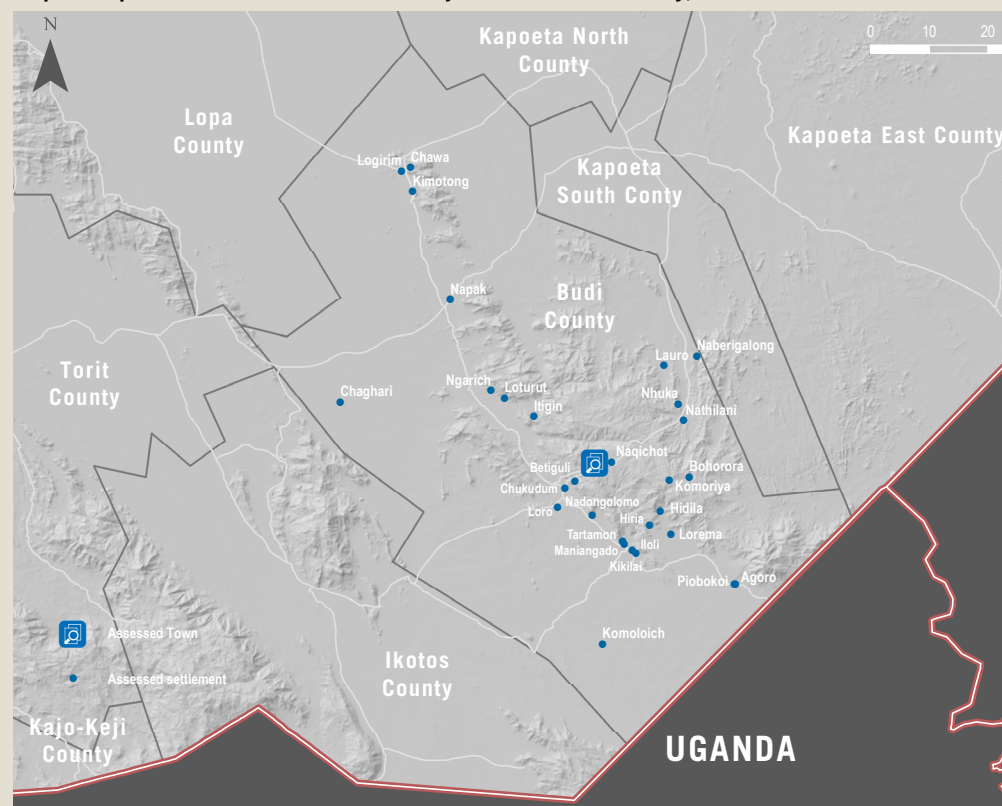 N
0 10 20
Kapoeta North
County
Lopa
County
Kapoeta East County
Logirim Chawa
Kimotong
Kapoeta
South Conty
Napak
Budi
County
Naberigalong
Lauro
Torit
County
Chaghari
Ngarich
Loturut
Itigin
Nhuka
Nathilani
Naqichot
Betiguli
Bohorora
Komoriya
Chukudum
Loro
Nadongolomo
Hidila
Hiria
Lorema
Tartamon
Iloli
Maniangado
Kikilai
Piobokoi Agoro
Komoloich
Assessed Town
Assessed settlement
Ikotos
County
Kajo-Keji
County
UGANDA